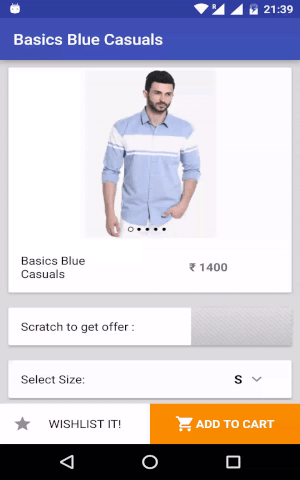 21:39
Basics Blue Casuals
Basics Blue
Casuals
₹ 1400
Scratch to get offer :
Select Size:
S
WISHLIST IT!
ADD TO CART